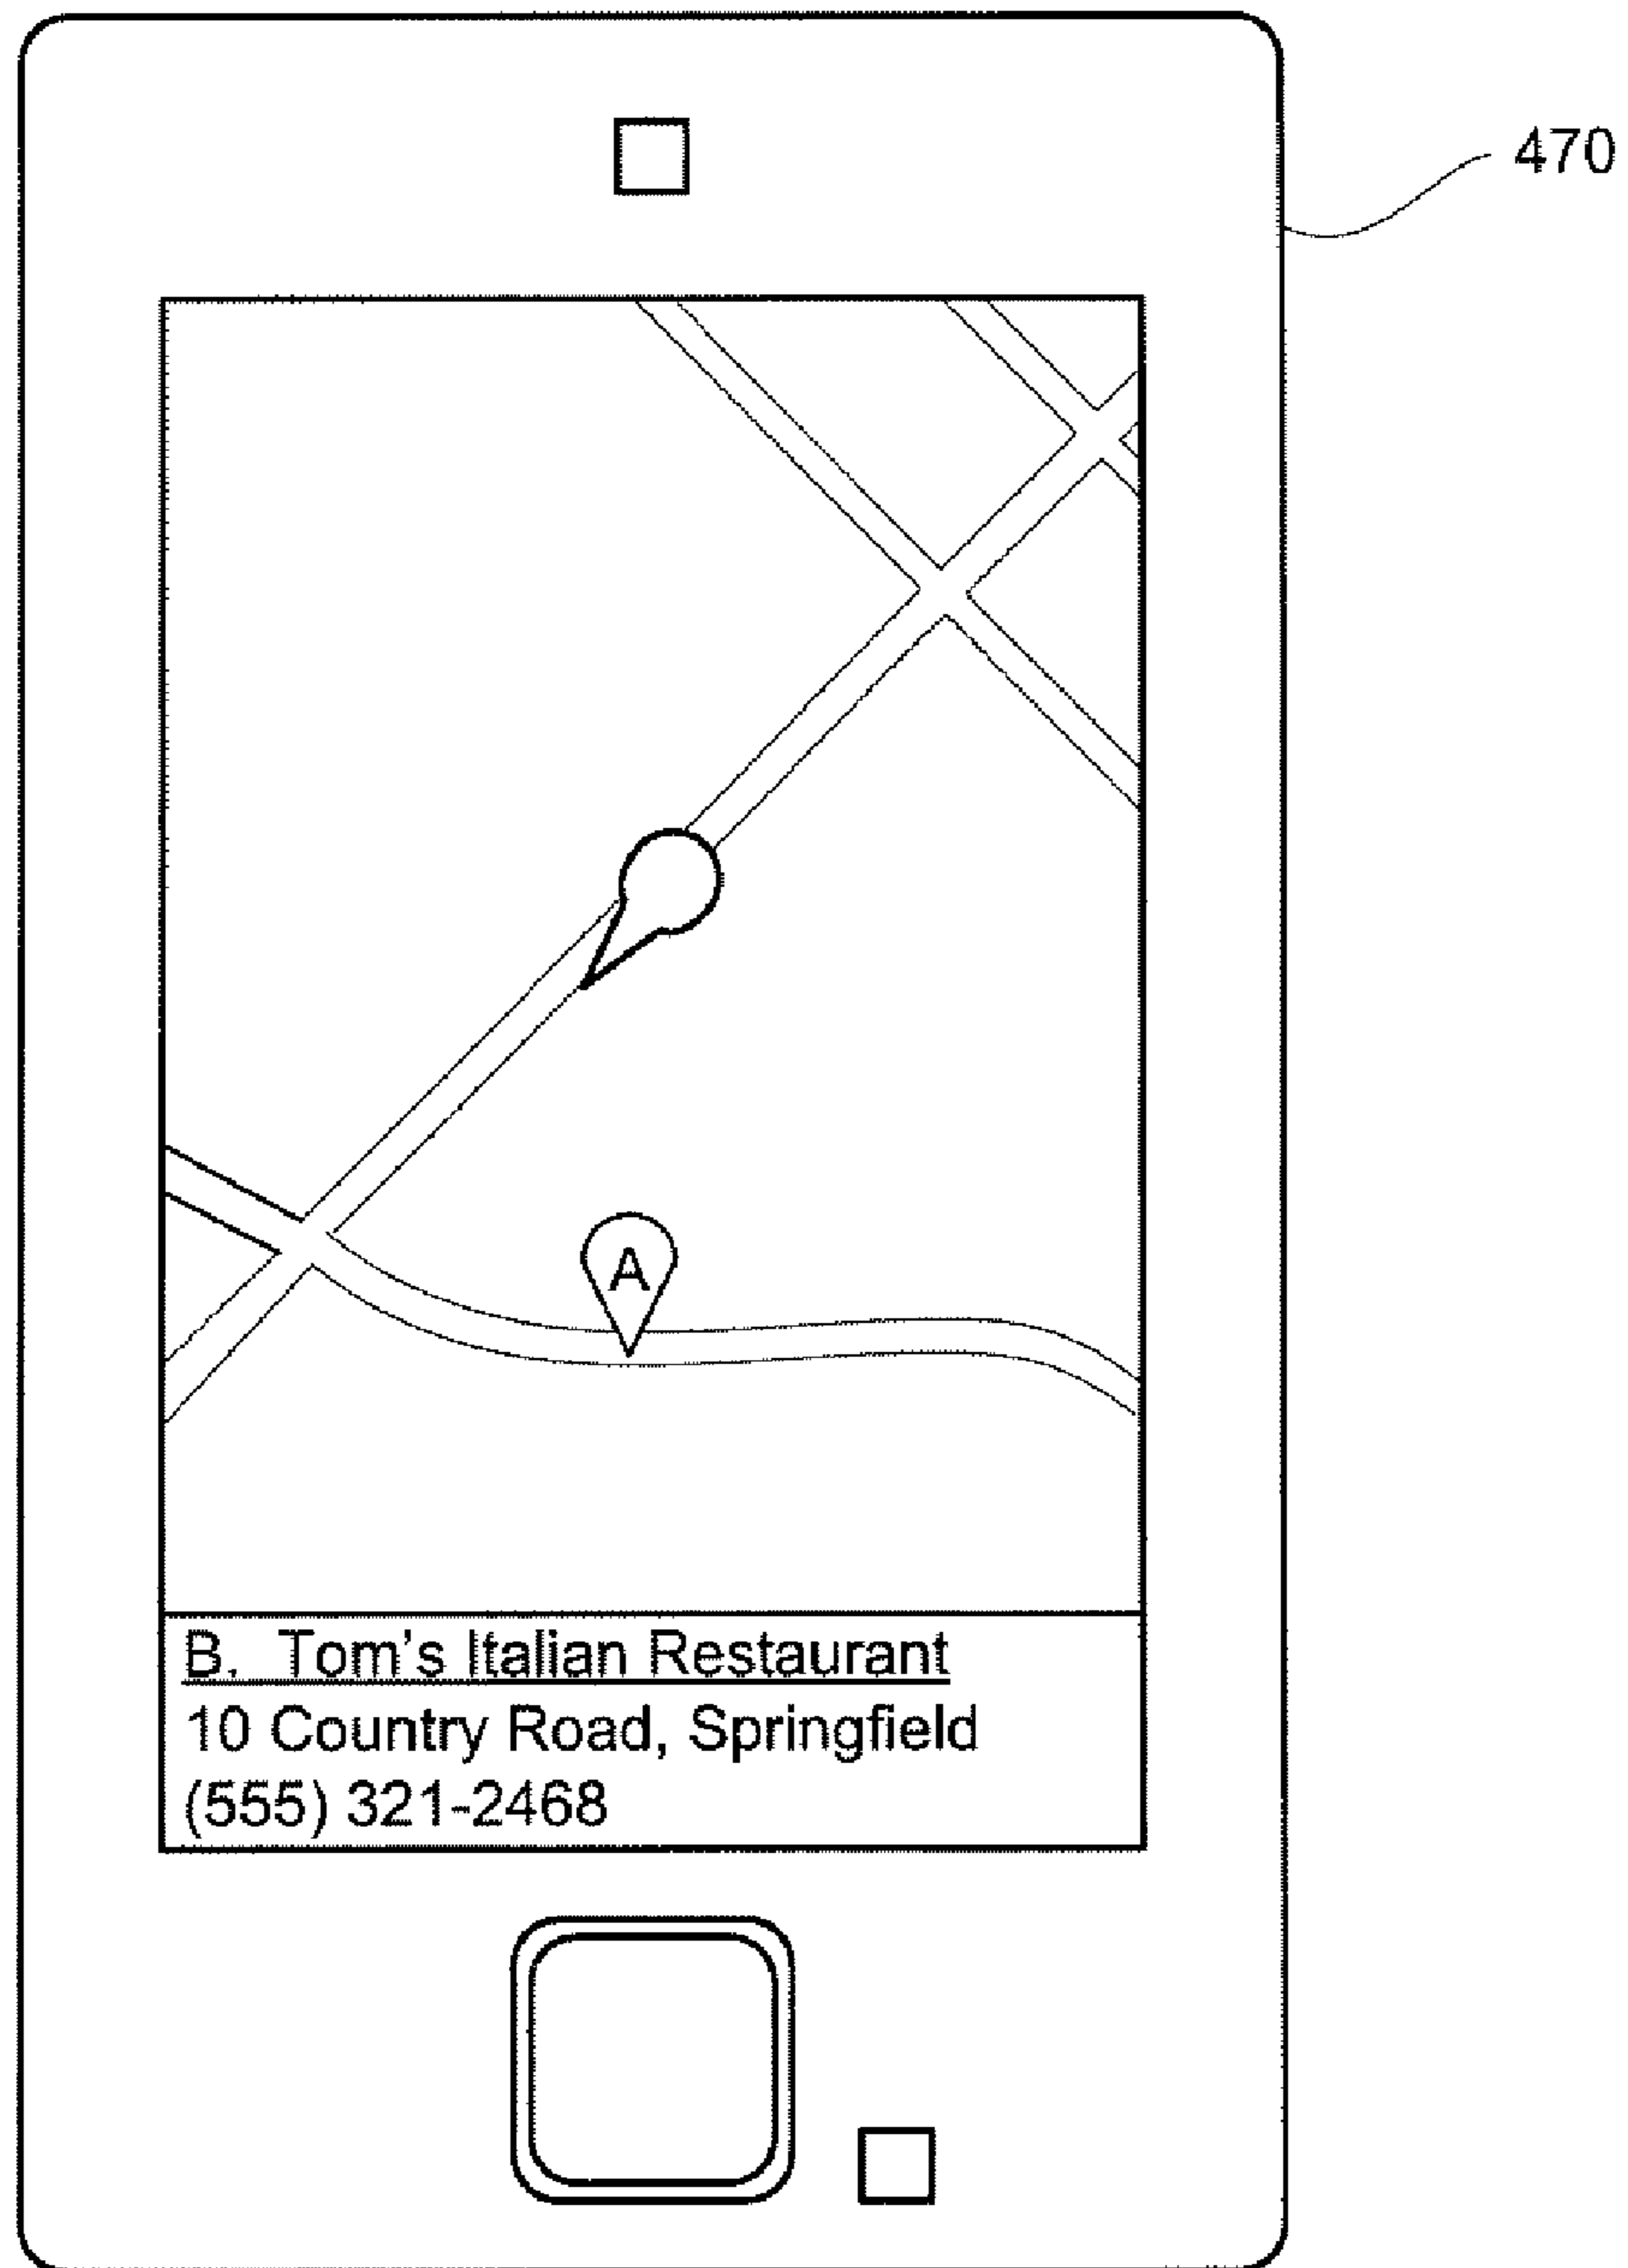 470
A
B. Tom's Italian Restaurant
10 Country Road, Springfield
(555) 321-2468